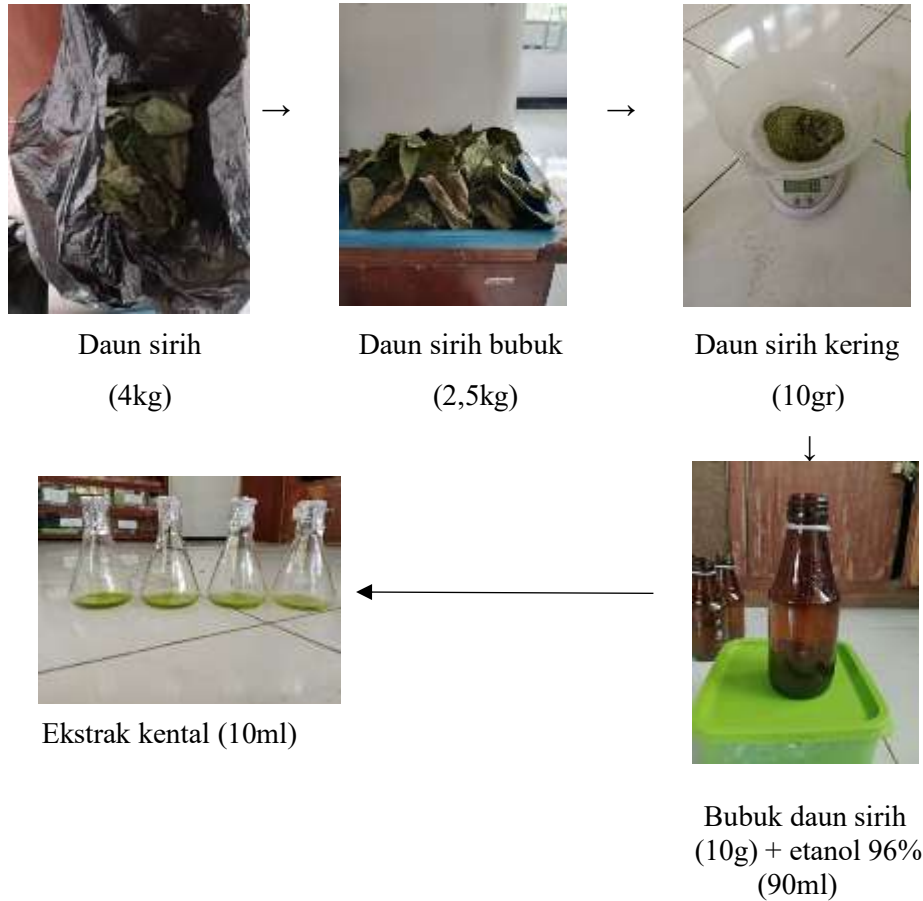 →
→
Daun sirih
(4kg)
Daun sirih bubuk
(2,5kg)
Daun sirih kering
(10gr)
↓
Ekstrak kental (10ml)
Bubuk daun sirih
(10g) + etanol 96%
(90ml)